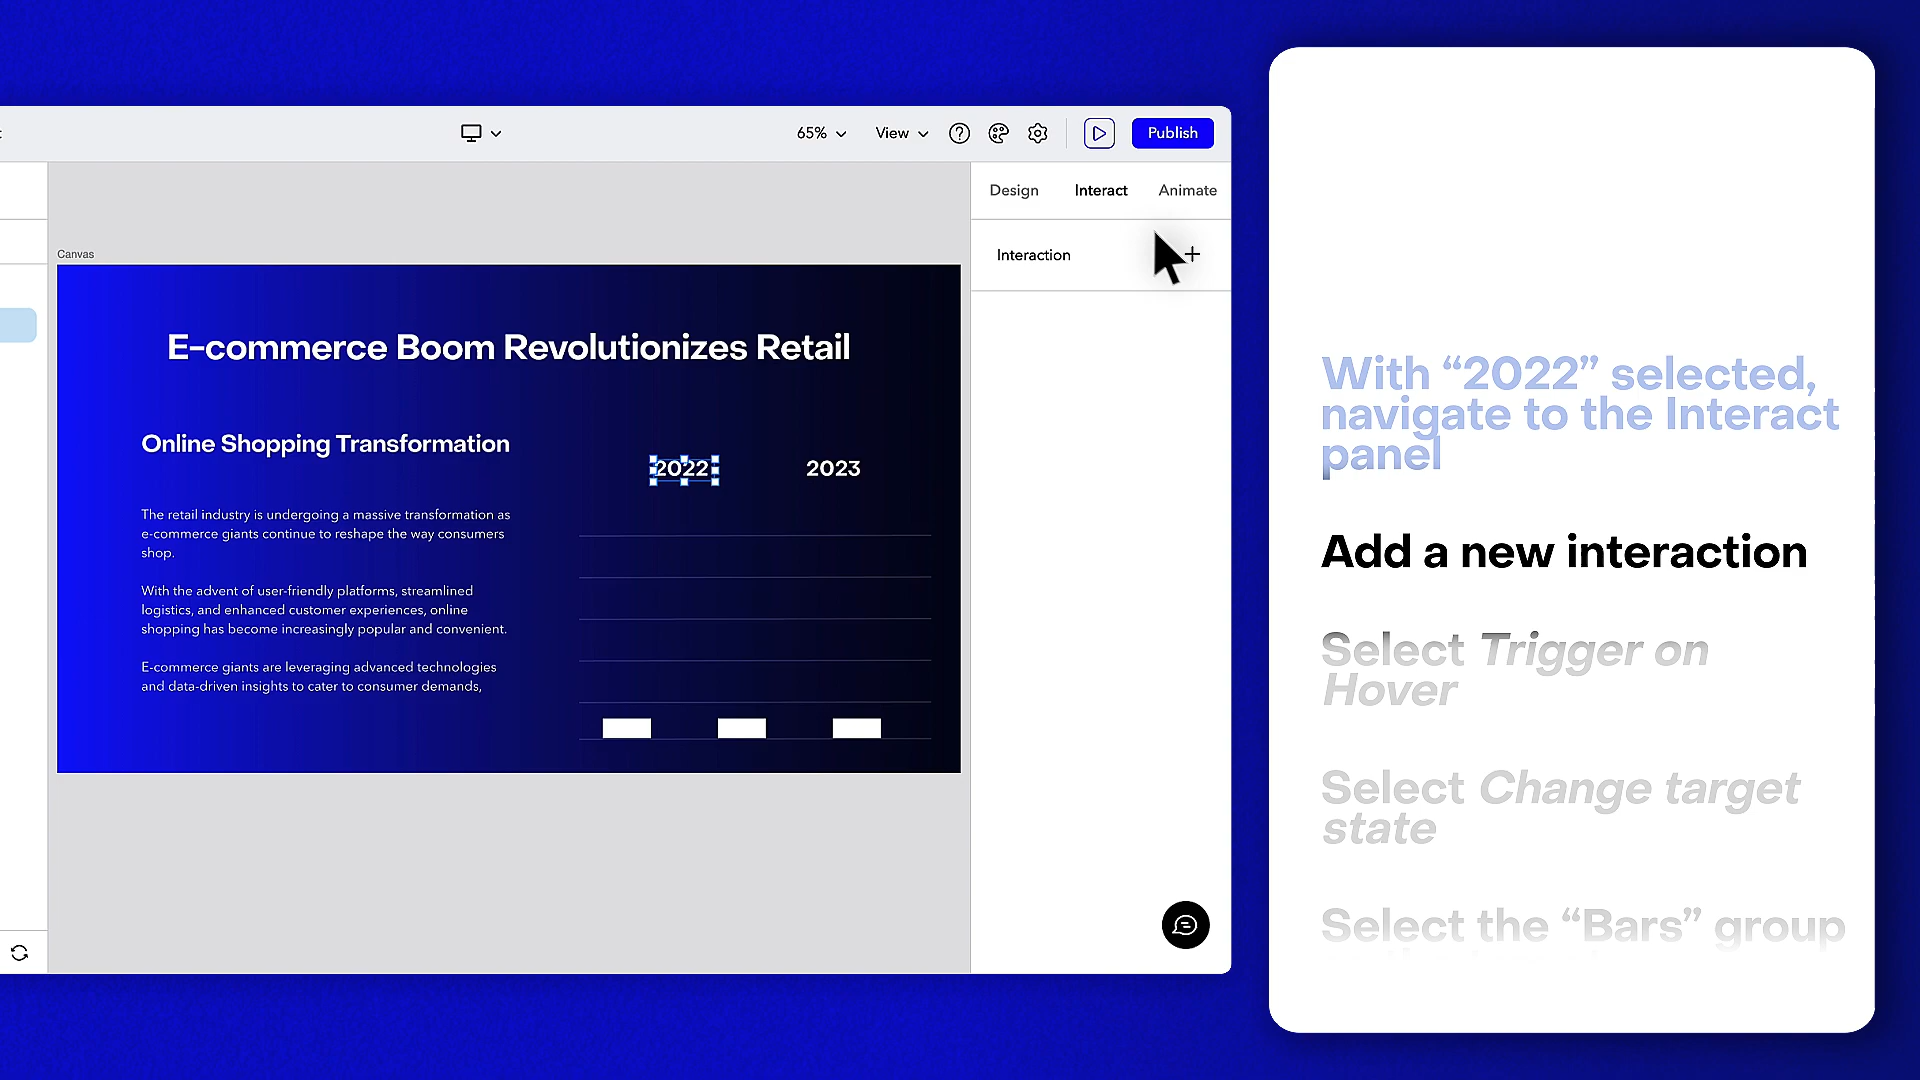 65%
View
Publish
Design
Interact
Animate
Interaction
Canvas
E-commerce Boom Revolutionizes Retail
Online Shopping Transformation
2022
2023
The retail industry is undergoing a massive transformation as
e-commerce giants continue to reshape the way consumers
shop.
With the advent of user-friendly platforms, streamlined
logistics, and enhanced customer experiences, online
shopping has become increasingly popular and convenient.
E-commerce giants are leveraging advanced technologies
and data-driven insights to cater to consumer demands,
With “2022” selected,
navigate to the Interact
panel
Add a new interaction
Select Trigger on
Hover
Select Change target
state
Select the “Bars” group